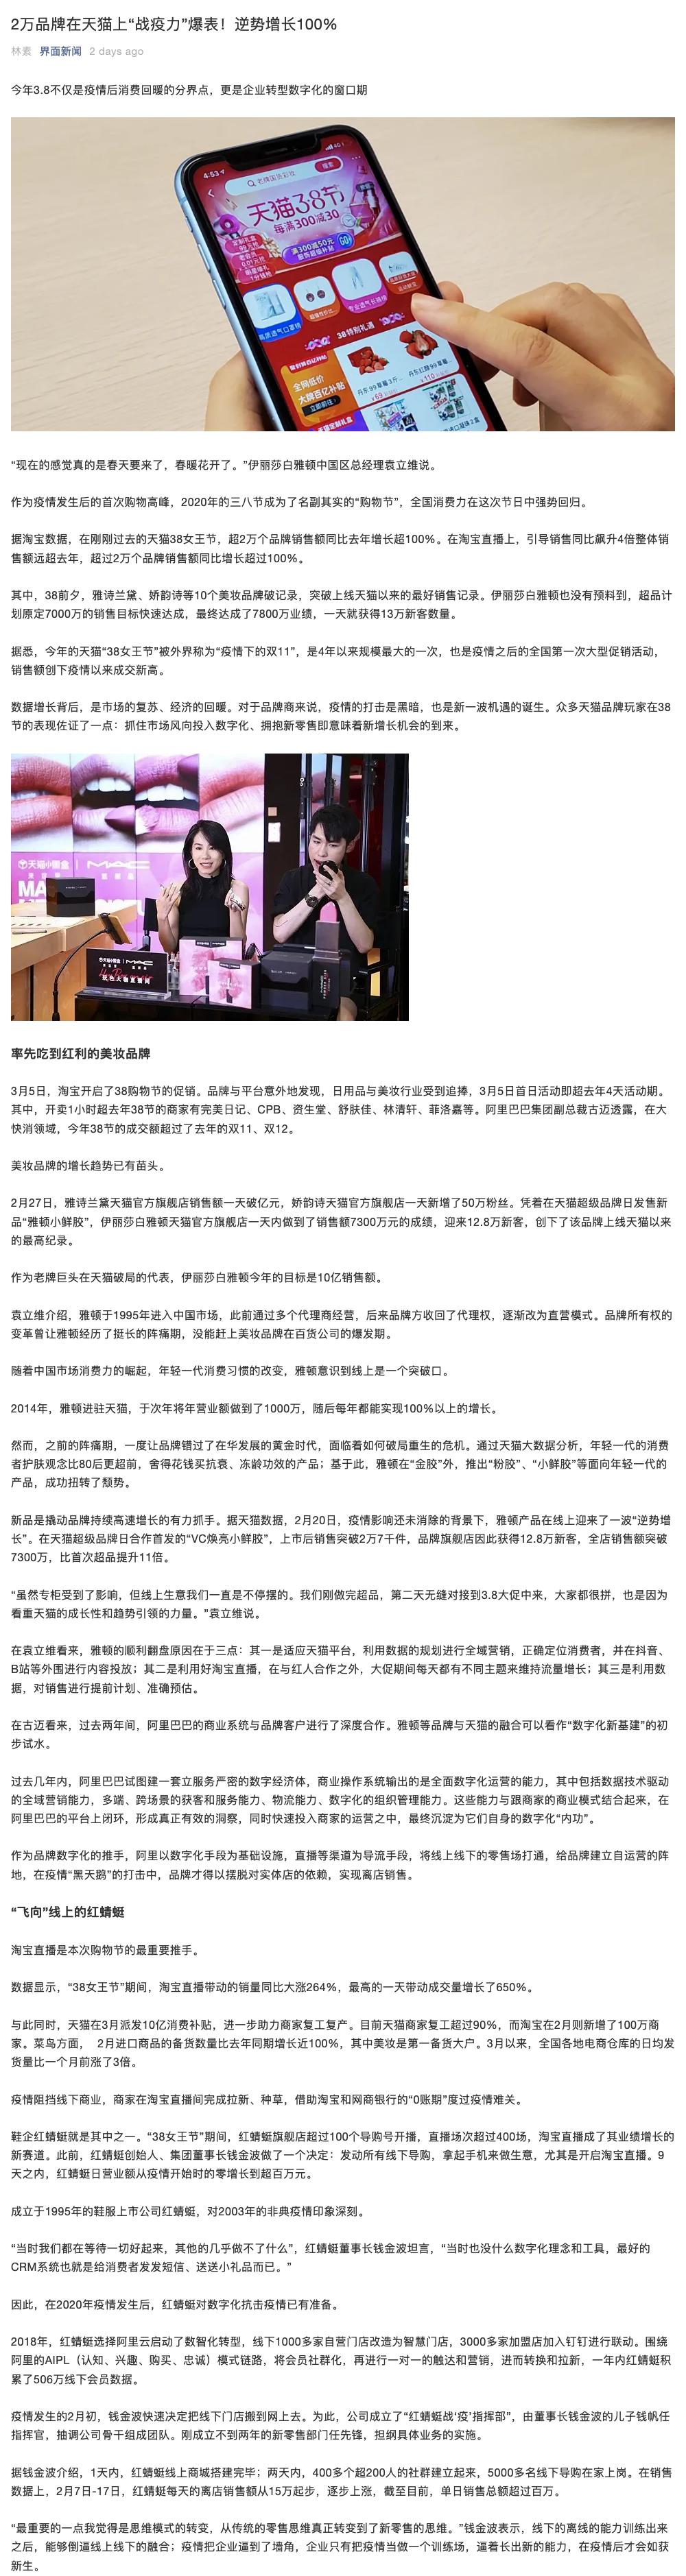 2万品牌在天猫上“战疫力”爆表！逆势增长100%
林素 界面新闻 2 days ago
今年3.8不仅是疫情后消费回暖的分界点，更是企业转型数字化的窗口期
4:53
4G
老牌国色彩妆
搜索
天猫38节
每满300减30
满300减50元
GO!
38特别礼遇
全网低价
大牌百亿补贴
“现在的感觉真的是春天要来了，春暖花开了。”伊丽莎白雅顿中国区总经理袁立维说。
作为疫情发生后的首次购物高峰，2020年的三八节成为了名副其实的“购物节”，全国消费力在这次节日中强势回归。
据淘宝数据，在刚刚过去的天猫38女王节，超2万个品牌销售额同比去年增长超100%。在淘宝直播上，引导销售同比飙升4倍整体销
售额远超去年，超过2万个品牌销售额同比增长超过100%。
其中，38前夕，雅诗兰黛、娇韵诗等10个美妆品牌破记录，突破上线天猫以来的最好销售记录。伊丽莎白雅顿也没有预料到，超品计
划原定7000万的销售目标快速达成，最终达成了7800万业绩，一天就获得13万新客数量。
据悉，今年的天猫“38女王节”被外界称为“疫情下的双11”，是4年以来规模最大的一次，也是疫情之后的全国第一次大型促销活动，
销售额创下疫情以来成交新高。
数据增长背后，是市场的复苏、经济的回暖。对于品牌商来说，疫情的打击是黑暗，也是新一波机遇的诞生。众多天猫品牌玩家在38
节的表现佐证了一点：抓住市场风向投入数字化、拥抱新零售即意味着新增长机会的到来。
天猫小黑盒
MAC
率先吃到红利的美妆品牌
3月5日，淘宝开启了38购物节的促销。品牌与平台意外地发现，日用品与美妆行业受到追捧，3月5日首日活动即超去年4天活动期。
其中，开卖1小时超去年38节的商家有完美日记、CPB、资生堂、舒肤佳、林清轩、菲洛嘉等。阿里巴巴集团副总裁古迈透露，在大
快消领域，今年38节的成交额超过了去年的双11、双12。
美妆品牌的增长趋势已有苗头。
2月27日，雅诗兰黛天猫官方旗舰店销售额一天破亿元，娇韵诗天猫官方旗舰店一天新增了50万粉丝。凭着在天猫超级品牌日发售新
品“雅顿小鲜胶”，伊丽莎白雅顿天猫官方旗舰店一天内做到了销售额7300万元的成绩，迎来12.8万新客，创下了该品牌上线天猫以来
的最高纪录。
作为老牌巨头在天猫破局的代表，伊丽莎白雅顿今年的目标是10亿销售额。
袁立维介绍，雅顿于1995年进入中国市场，此前通过多个代理商经营，后来品牌方收回了代理权，逐渐改为直营模式。品牌所有权的
变革曾让雅顿经历了挺长的阵痛期，没能赶上美妆品牌在百货公司的爆发期。
随着中国市场消费力的崛起，年轻一代消费习惯的改变，雅顿意识到线上是一个突破口。
2014年，雅顿进驻天猫，于次年将年营业额做到了1000万，随后每年都能实现100%以上的增长。
然而，之前的阵痛期，一度让品牌错过了在华发展的黄金时代，面临着如何破局重生的危机。通过天猫大数据分析，年轻一代的消费
者护肤观念比80后更超前，舍得花钱买抗衰、冻龄功效的产品；基于此，雅顿在“金胶”外，推出“粉胶”、“小鲜胶”等面向年轻一代的
产品，成功扭转了颓势。
新品是撬动品牌持续高速增长的有力抓手。据天猫数据，2月20日，疫情影响还未消除的背景下，雅顿产品在线上迎来了一波“逆势增
长”。在天猫超级品牌日合作首发的“VC焕亮小鲜胶”，上市后销售突破2万7千件，品牌旗舰店因此获得12.8万新客，全店销售额突破
7300万，比首次超品提升11倍。
“虽然专柜受到了影响，但线上生意我们一直是不停摆的。我们刚做完超品，第二天无缝对接到3.8大促中来，大家都很拼，也是因为
看重天猫的成长性和趋势引领的力量。”袁立维说。
在袁立维看来，雅顿的顺利翻盘原因在于三点：其一是适应天猫平台，利用数据的规划进行全域营销，正确定位消费者，并在抖音、
B站等外围进行内容投放；其二是利用好淘宝直播，在与红人合作之外，大促期间每天都有不同主题来维持流量增长；其三是利用数
据，对销售进行提前计划、准确预估。
在古迈看来，过去两年间，阿里巴巴的商业系统与品牌客户进行了深度合作。雅顿等品牌与天猫的融合可以看作“数字化新基建”的初
步试水。
过去几年内，阿里巴巴试图建一套立服务严密的数字经济体，商业操作系统输出的是全面数字化运营的能力，其中包括数据技术驱动
的全域营销能力，多端、跨场景的获客和服务能力、物流能力、数字化的组织管理能力。这些能力与跟商家的商业模式结合起来，在
阿里巴巴的平台上闭环，形成真正有效的洞察，同时快速投入商家的运营之中，最终沉淀为它们自身的数字化“内功”。
作为品牌数字化的推手，阿里以数字化手段为基础设施，直播等渠道为导流手段，将线上线下的零售场打通，给品牌建立自运营的阵
地，在疫情“黑天鹅”的打击中，品牌才得以摆脱对实体店的依赖，实现离店销售。
“飞向”线上的红蜻蜓
淘宝直播是本次购物节的最重要推手。
数据显示，“38女王节”期间，淘宝直播带动的销量同比大涨264%，最高的一天带动成交量增长了650%。
与此同时，天猫在3月派发10亿消费补贴，进一步助力商家复工复产。目前天猫商家复工超过90%，而淘宝在2月则新增了100万商
家。菜鸟方面， 2月进口商品的备货数量比去年同期增长近100%，其中美妆是第一备货大户。3月以来，全国各地电商仓库的日均发
货量比一个月前涨了3倍。
疫情阻挡线下商业，商家在淘宝直播间完成拉新、种草，借助淘宝和网商银行的“0账期”度过疫情难关。
鞋企红蜻蜓就是其中之一。“38女王节”期间，红蜻蜓旗舰店超过100个导购号开播，直播场次超过400场，淘宝直播成了其业绩增长的
新赛道。此前，红蜻蜓创始人、集团董事长钱金波做了一个决定：发动所有线下导购，拿起手机来做生意，尤其是开启淘宝直播。9
天之内，红蜻蜓日营业额从疫情开始时的零增长到超百万元。
成立于1995年的鞋服上市公司红蜻蜓，对2003年的非典疫情印象深刻。
“当时我们都在等待一切好起来，其他的几乎做不了什么”，红蜻蜓董事长钱金波坦言，“当时也没什么数字化理念和工具，最好的
CRM系统也就是给消费者发发短信、送送小礼品而已。”
因此，在2020年疫情发生后，红蜻蜓对数字化抗击疫情已有准备。
2018年，红蜻蜓选择阿里云启动了数智化转型，线下1000多家自营门店改造为智慧门店，3000多家加盟店加入钉钉进行联动。围绕
阿里的AIPL（认知、兴趣、购买、忠诚）模式链路，将会员社群化，再进行一对一的触达和营销，进而转换和拉新，一年内红蜻蜓积
累了506万线下会员数据。
疫情发生的2月初，钱金波快速决定把线下门店搬到网上去。为此，公司成立了“红蜻蜓战‘疫’指挥部”，由董事长钱金波的儿子钱帆任
指挥官，抽调公司骨干组成团队。刚成立不到两年的新零售部门任先锋，担纲具体业务的实施。
据钱金波介绍，1天内，红蜻蜓线上商城搭建完毕；两天内，400多个超200人的社群建立起来，5000多名线下导购在家上岗。在销售
数据上，2月7日-17日，红蜻蜓每天的离店销售额从15万起步，逐步上涨，截至目前，单日销售总额超过百万。
“最重要的一点我觉得是思维模式的转变，从传统的零售思维真正转变到了新零售的思维。”钱金波表示，线下的离线的能力训练出来
之后，能够倒逼线上线下的融合；疫情把企业逼到了墙角，企业只有把疫情当做一个训练场，逼着长出新的能力，在疫情后才会如获
新生。